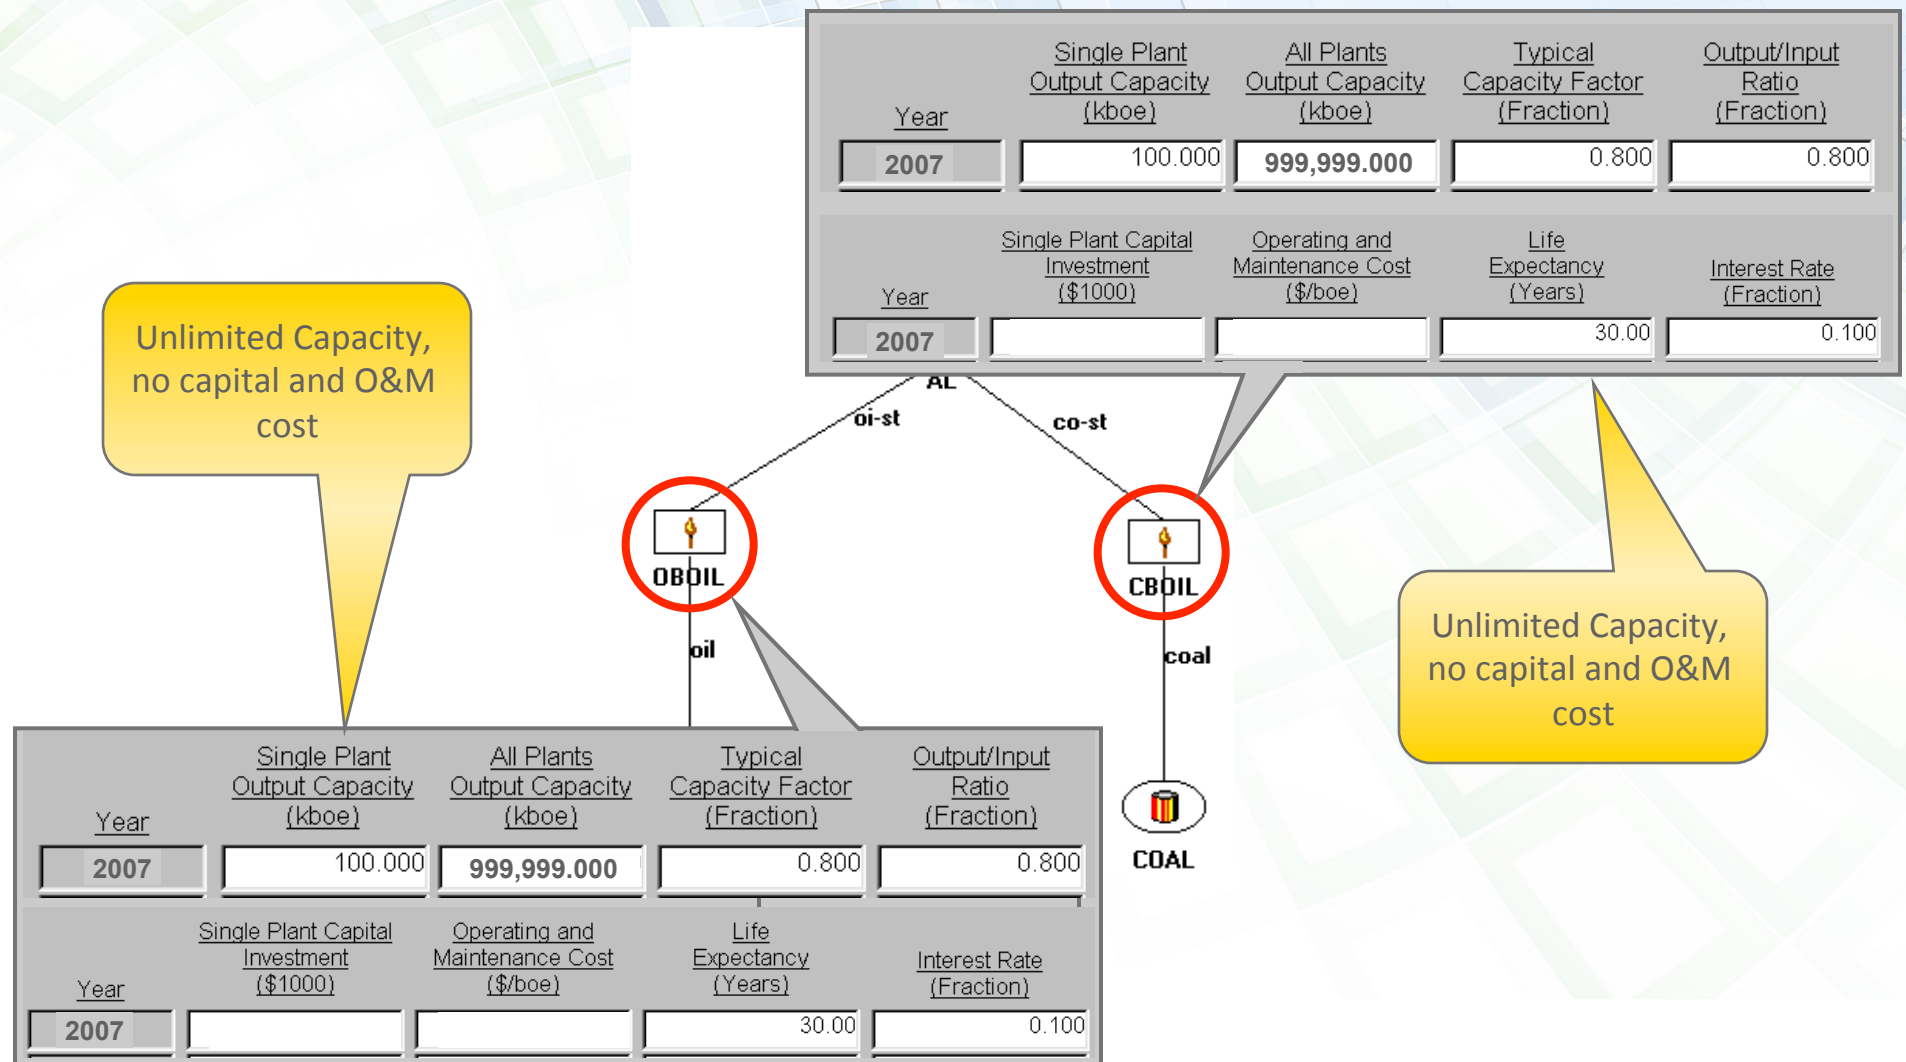 Single Plant
Output Capacity
(kboe)
All Plants
Output Capacity
(kboe)
Typical
Capacity Factor
(Fraction)
Output/Input
Ratio
(Fraction)
Year
2007
100.000
999,999.000
0.800
0.800
Single Plant Capital
Investment
($1000)
Operating and
Maintenance Cost
($/boe)
Life
Expectancy
(Years)
Interest Rate
(Fraction)
Year
2007
30.00
0.100
Unlimited Capacity,
no capital and O&M
cost
AL
oi-st
co-st
OBOIL
CBOIL
oil
coal
Unlimited Capacity,
no capital and O&M
cost
COAL
Single Plant
Output Capacity
(kboe)
All Plants
Output Capacity
(kboe)
Typical
Capacity Factor
(Fraction)
Output/Input
Ratio
(Fraction)
Year
2007
100.000
999,999.000
0.800
0.800
Single Plant Capital
Investment
($1000)
Operating and
Maintenance Cost
($/boe)
Life
Expectancy
(Years)
Interest Rate
(Fraction)
Year
2007
30.00
0.100